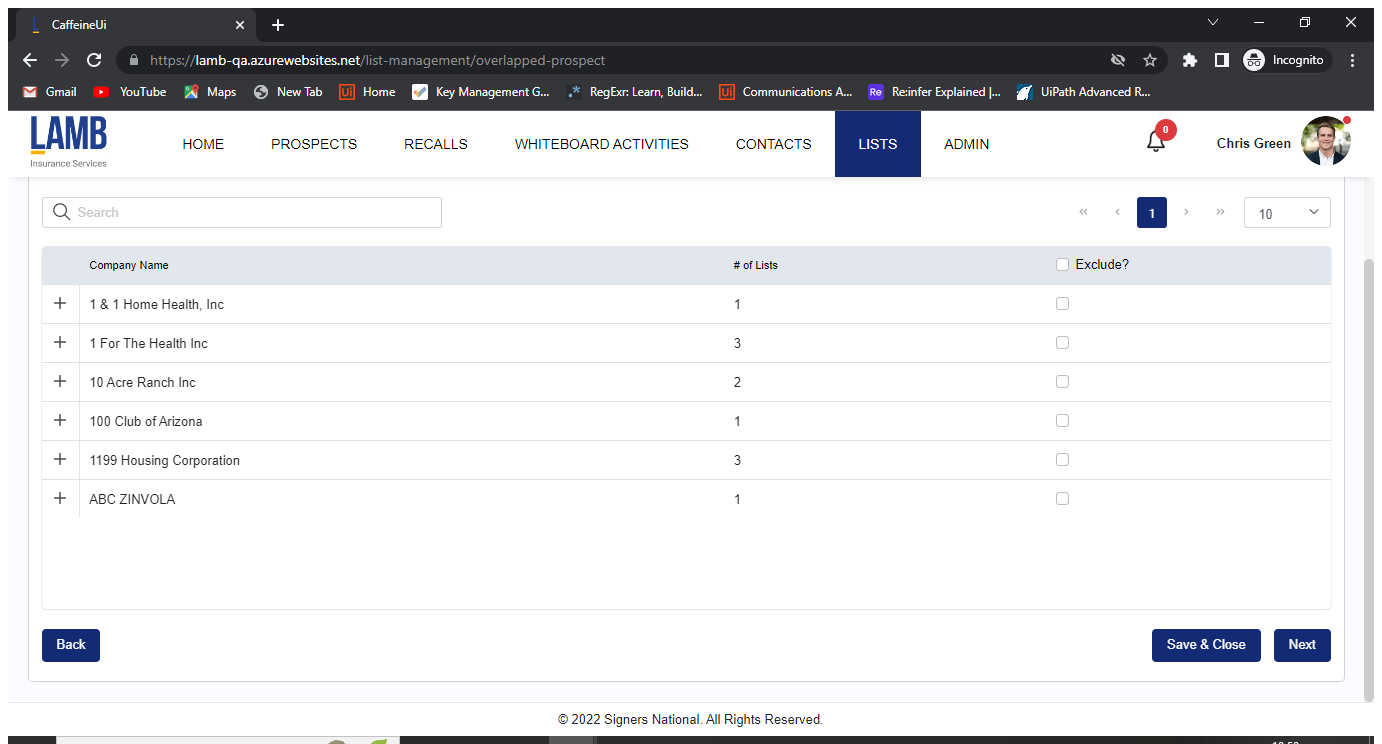 CaffeineUi
https://lamb-qa.azurewebsites.net/list-management/overlapped-prospect
Incognito
Gmail YouTube Maps New Tab Ui Home Key Management G... .* RegExr: Learn, Build... Ui Communications A... Re Re:infer Explained |... UiPath Advanced R...
LAMB
Insurance Services
HOME PROSPECTS RECALLS WHITEBOARD ACTIVITIES CONTACTS LISTS ADMIN 0 Chris Green
Search « ‹ 1 › » 10
Company Name # of Lists Exclude?
+ 1 & 1 Home Health, Inc 1
+ 1 For The Health Inc 3
+ 10 Acre Ranch Inc 2
+ 100 Club of Arizona 1
+ 1199 Housing Corporation 3
+ ABC ZINVOLA 1
Back Save & Close Next
© 2022 Signers National. All Rights Reserved.